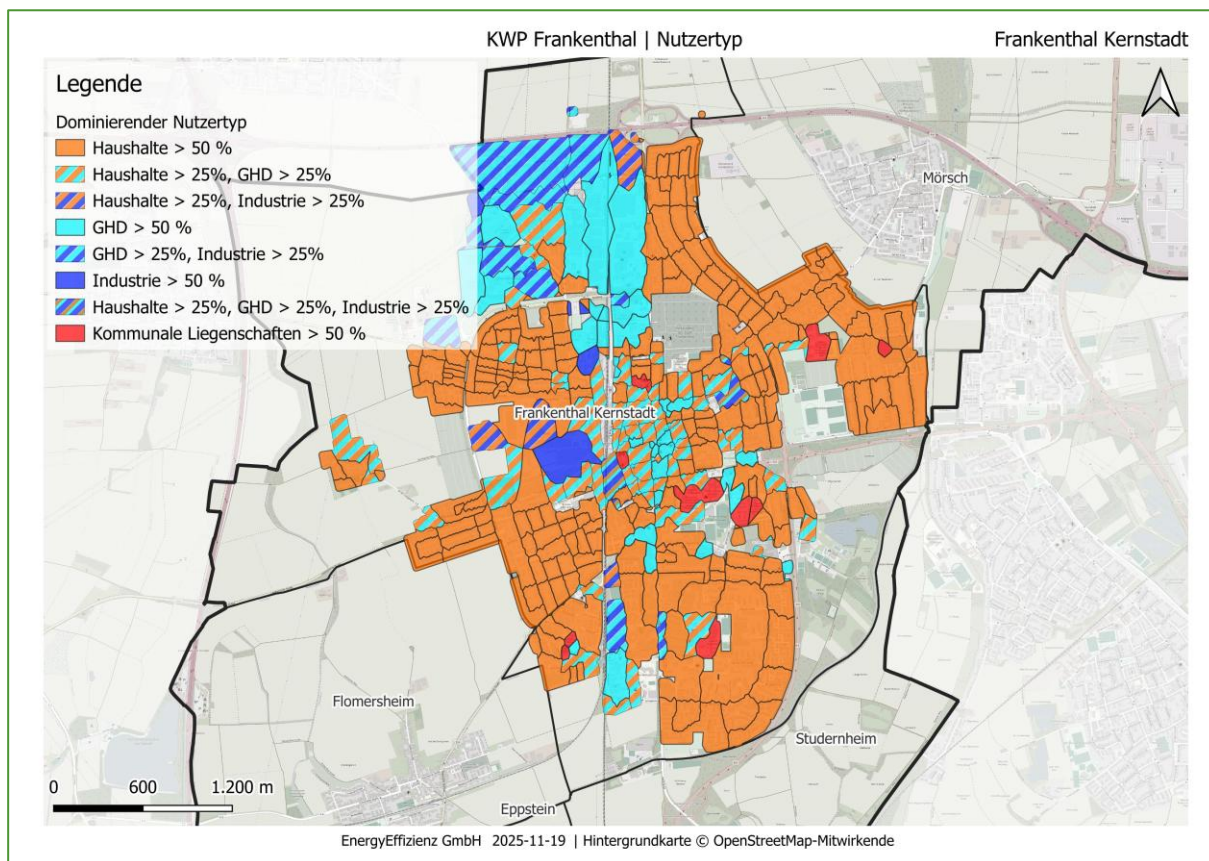 KWP Frankenthal | Nutzertyp
Frankenthal Kernstadt
Legende
Dominierender Nutzertyp
Haushalte > 50 %
Haushalte > 25%, GHD > 25%
Haushalte > 25%, Industrie > 25%
GHD > 50 %
GHD > 25%, Industrie > 25%
Industrie > 50 %
Haushalte > 25%, GHD > 25%, Industrie > 25%
Kommunale Liegenschaften > 50 %
Mörsch
Frankenthal Kernstadt
Flomersheim
Studernheim
Eppstein
0 600 1.200 m
EnergyEffizienz GmbH 2025-11-19 | Hintergrundkarte © OpenStreetMap-Mitwirkende